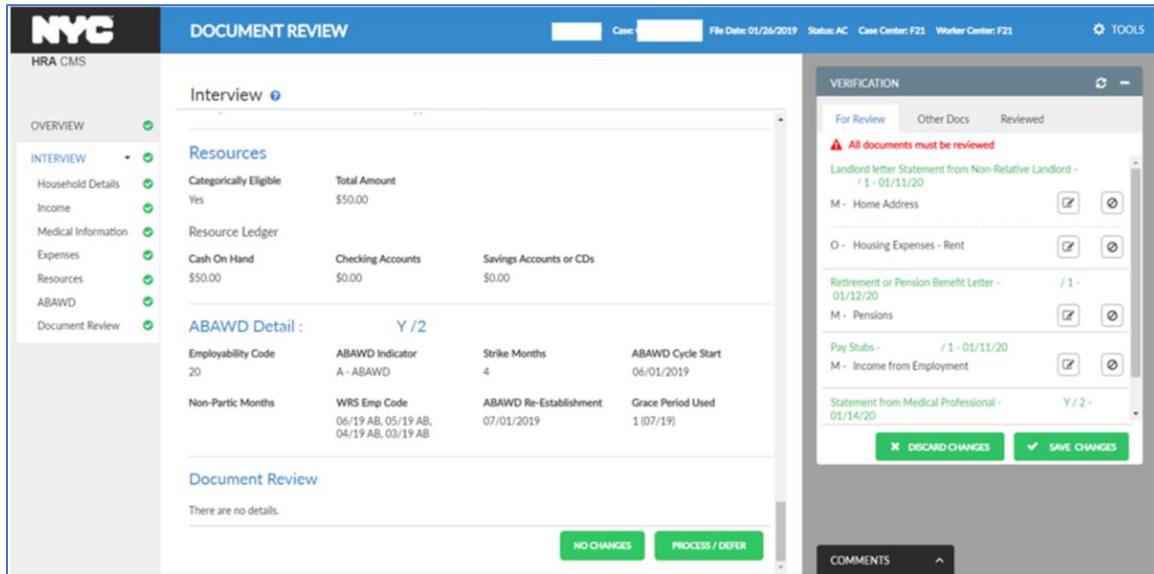 NYC
DOCUMENT REVIEW
Case:
File Date: 01/26/2019 Status: AC Case Center: F21 Worker Center: F21
TOOLS
HRA CMS
OVERVIEW
INTERVIEW
Household Details
Income
Medical Information
Expenses
Resources
ABAWD
Document Review
Interview
Resources
Categorically Eligible Total Amount
Yes $50.00
Resource Ledger
Cash On Hand Checking Accounts Savings Accounts or CDs
$50.00 $0.00 $0.00
ABAWD Detail : Y /2
Employability Code ABAWD Indicator Strike Months ABAWD Cycle Start
20 A - ABAWD 4 06/01/2019
Non-Partic Months WRS Emp Code ABAWD Re-Establishment Grace Period Used
06/19 AB, 05/19 AB, 07/01/2019 1 (07/19)
04/19 AB, 03/19 AB
Document Review
There are no details.
NO CHANGES PROCESS / DEFER
VERIFICATION
For Review Other Docs Reviewed
All documents must be reviewed
Landlord letter Statement from Non-Relative Landlord -
/ 1 - 01/11/20
M - Home Address
O - Housing Expenses - Rent
Retirement or Pension Benefit Letter - / 1 -
01/12/20
M - Pensions
Pay Stubs - / 1 - 01/11/20
M - Income from Employment
Statement from Medical Professional - Y / 2 -
01/14/20
DISCARD CHANGES SAVE CHANGES
COMMENTS